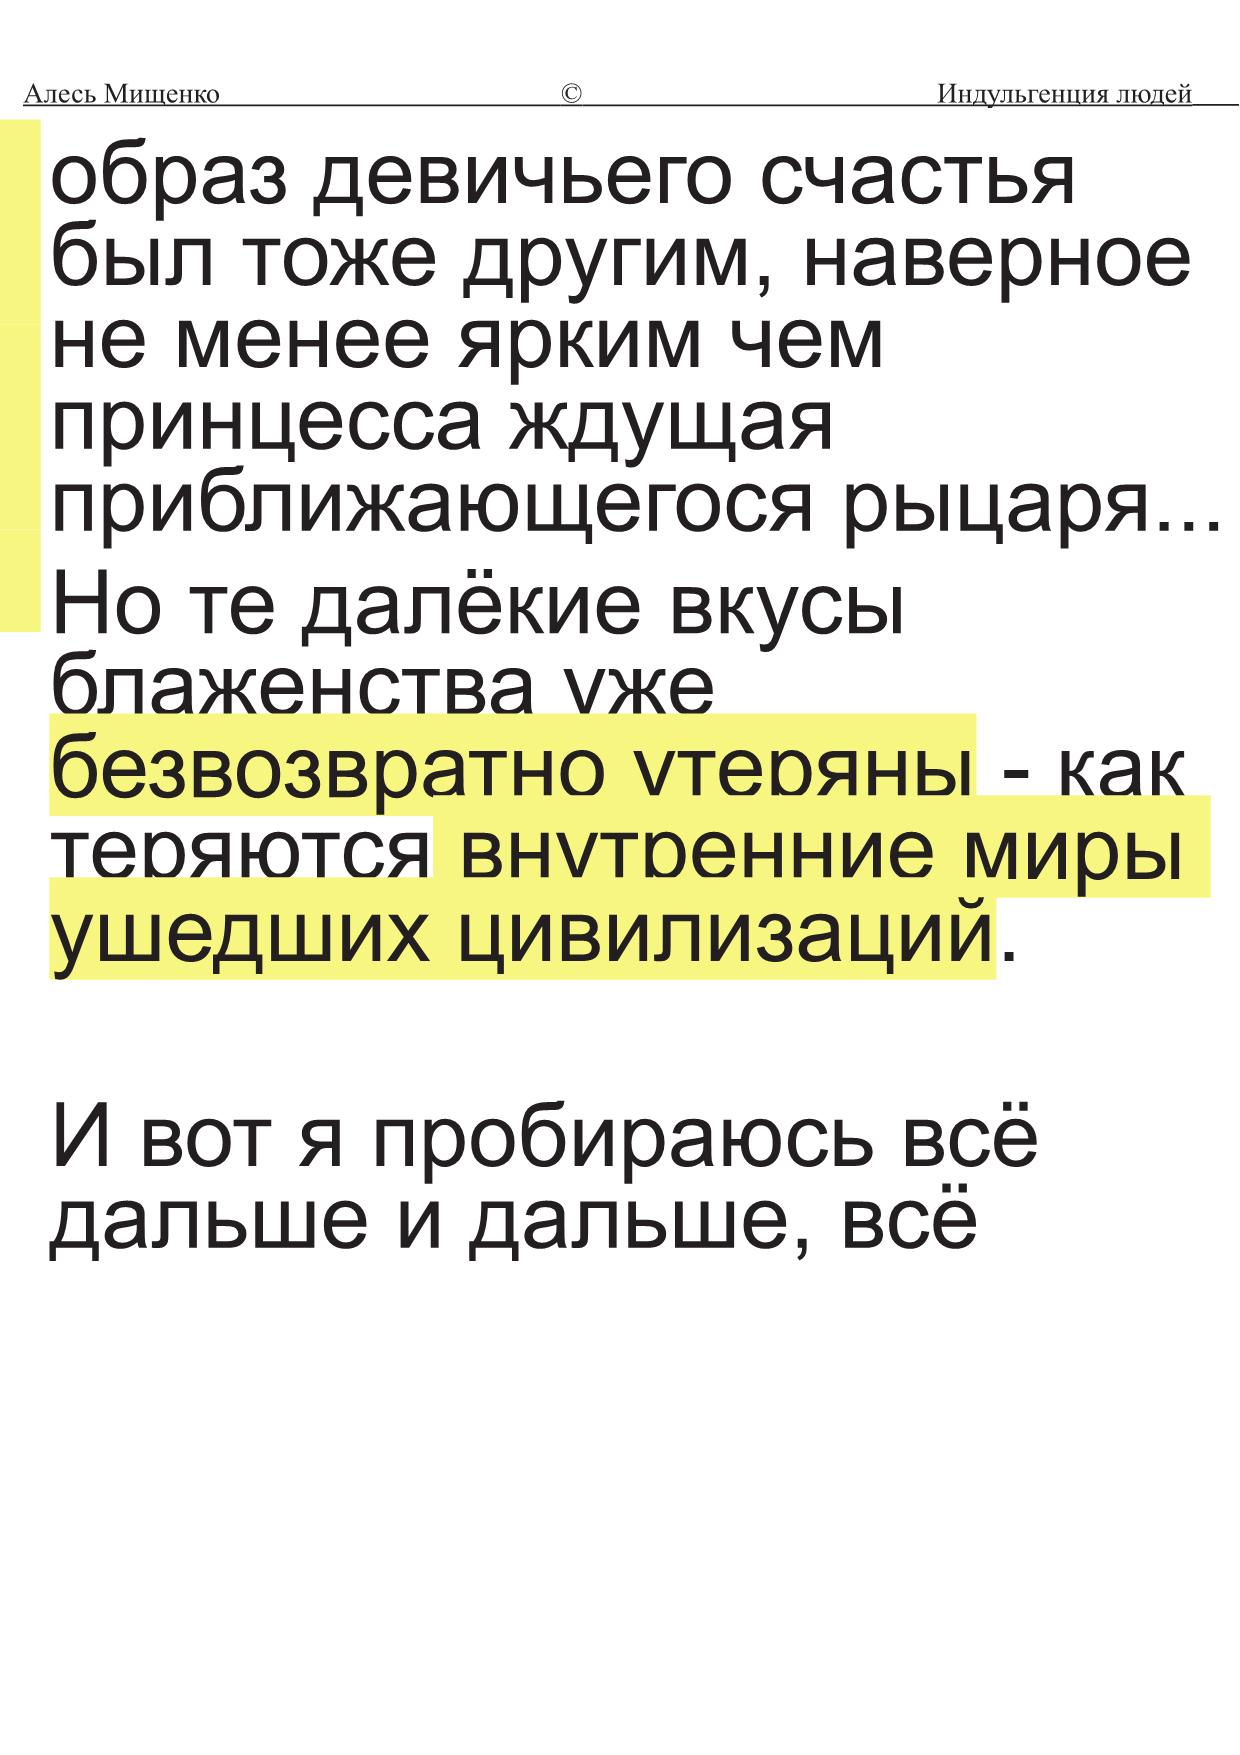 Алесь Мищенко © Индульгенция людей
образ девичьего счастья
был тоже другим, наверное
не менее ярким чем
принцесса ждущая
приближающегося рыцаря...
Но те далёкие вкусы
блаженства уже
безвозвратно утеряны - как
теряются внутренние миры
ушедших цивилизаций.
И вот я пробираюсь всё
дальше и дальше, всё